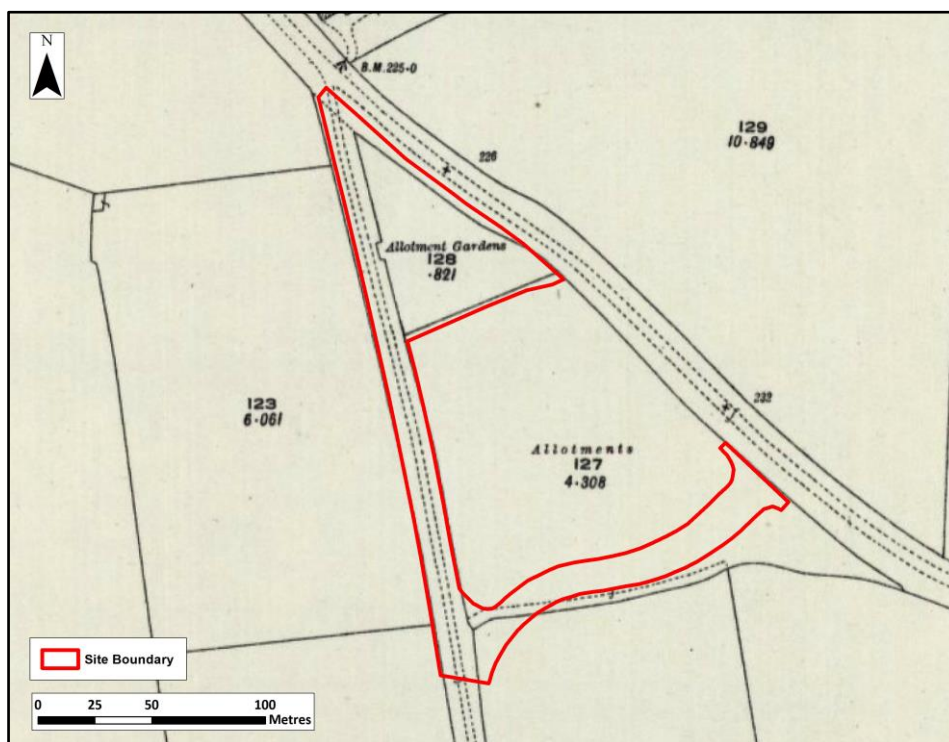 N
B.M.225·0
129
10·849
226
Allotment Gardens
128
·821
232
123
6·061
Allotments
127
4·308
Site Boundary
0 25 50 100
Metres